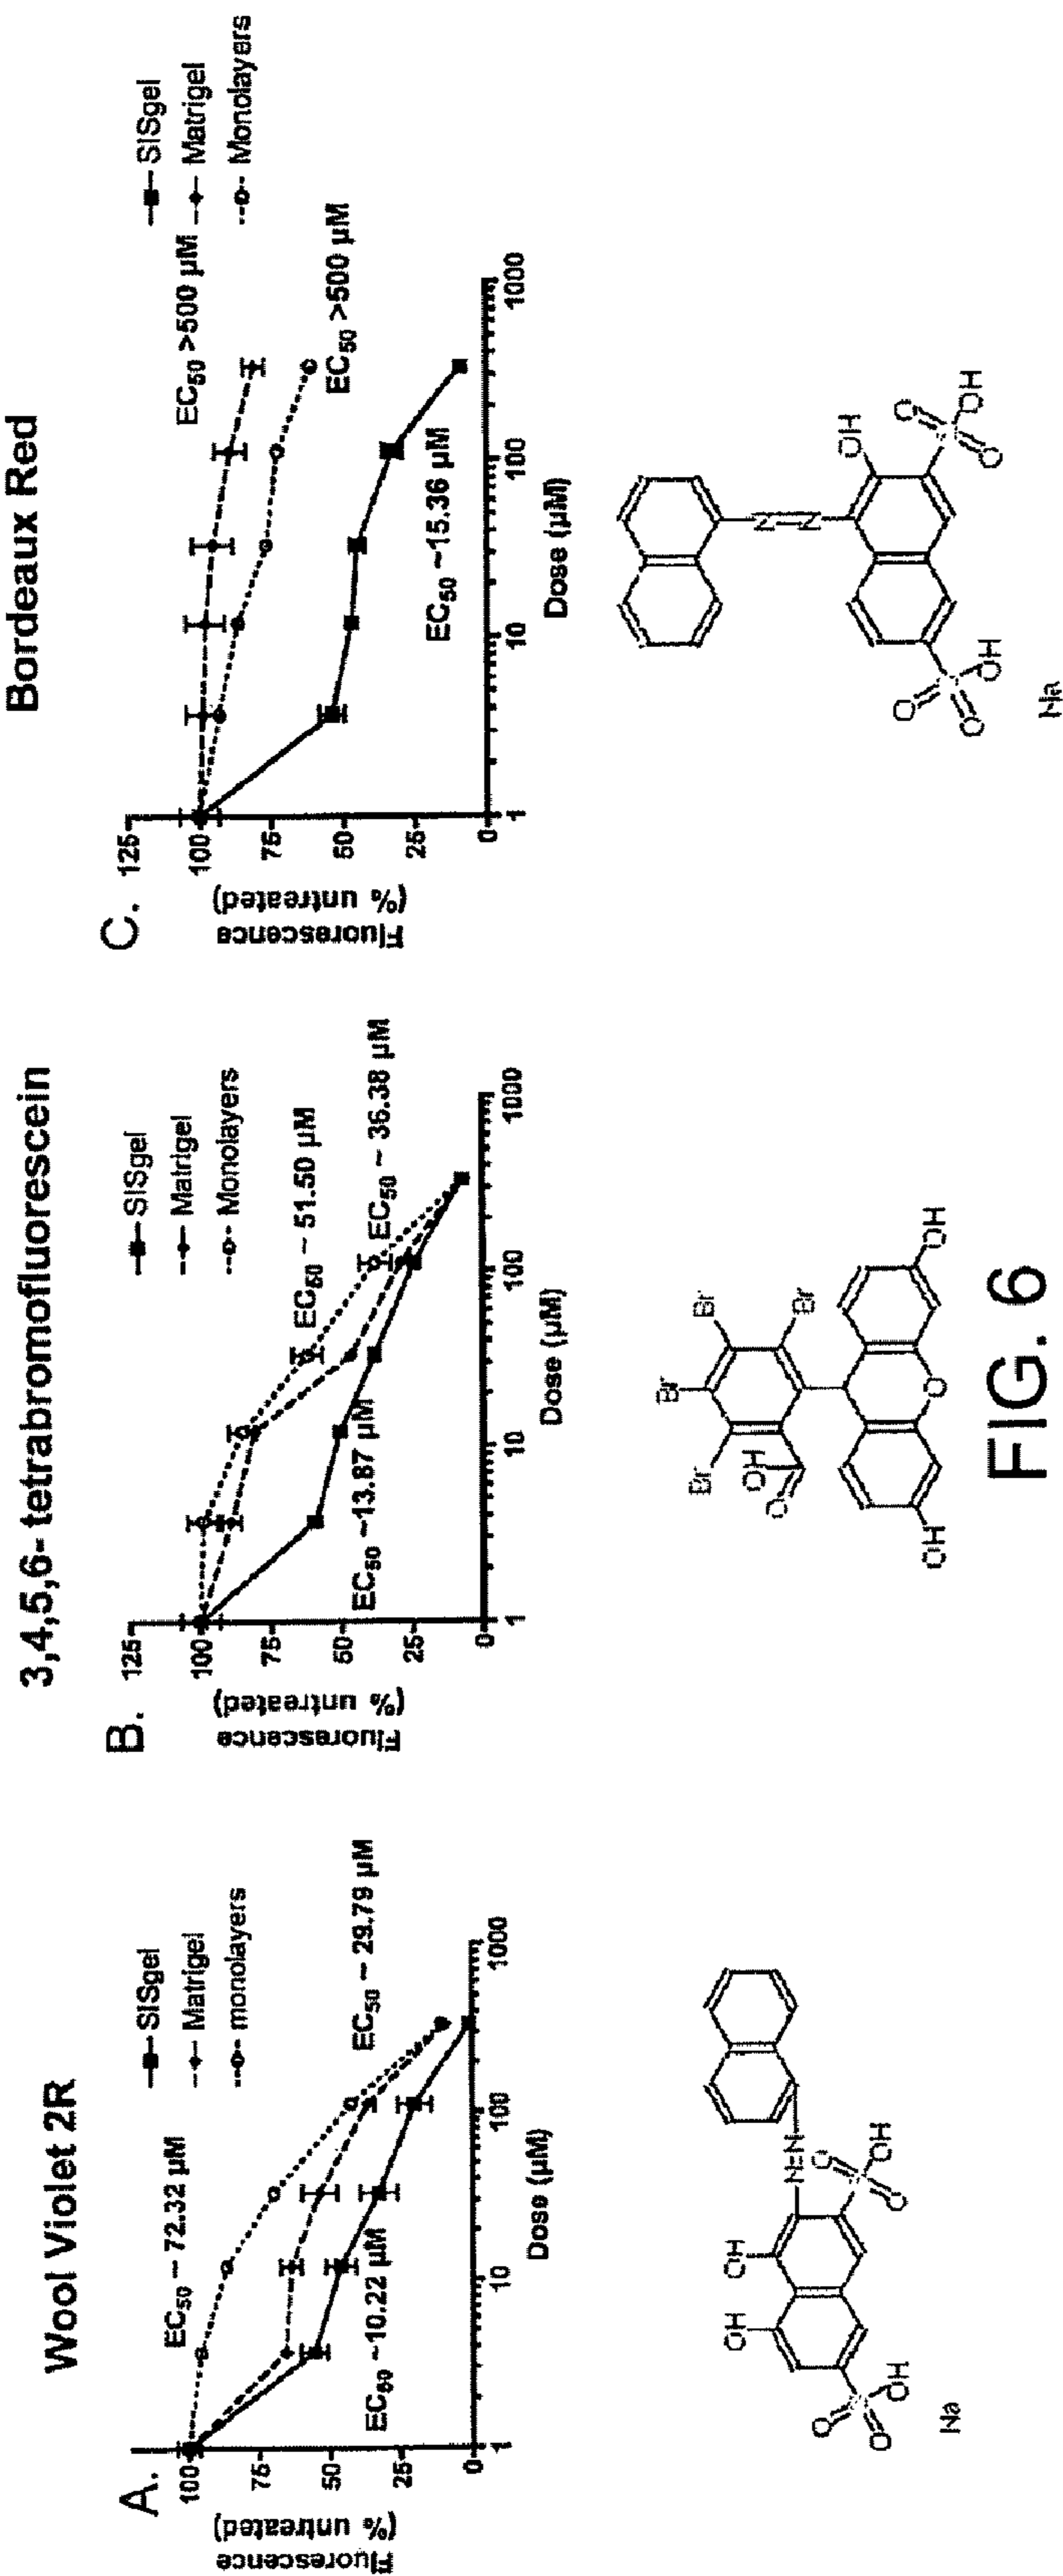 Wool Violet 2R
A.
Fluorescence
(% untreated)
100
75
50
25
0
1
10
100
1000
Dose (µM)
SISgel
Matrigel
monolayers
EC50 ~ 72.32 µM
EC50 ~ 29.79 µM
EC50 ~10.22 µM
OH
OH
N=N
O
O
OH
O
O
OH
Na
3,4,5,6- tetrabromofluorescein
B.
Fluorescence
(% untreated)
125
100
75
50
25
0
1
10
100
1000
Dose (µM)
SISgel
Matrigel
Monolayers
EC50 ~ 51.50 µM
EC50 ~ 36.38 µM
EC50 ~13.87 µM
Br
Br
Br
Br
OH
O
OH
O
OH
Bordeaux Red
C.
Fluorescence
(% untreated)
125
100
75
50
25
0
1
10
100
1000
Dose (µM)
SISgel
Matrigel
Monolayers
EC50 >500 µM
EC50 >500 µM
EC50 ~15.36 µM
N
N
OH
O
S
OH
O
O
S
OH
O
Na
FIG. 6